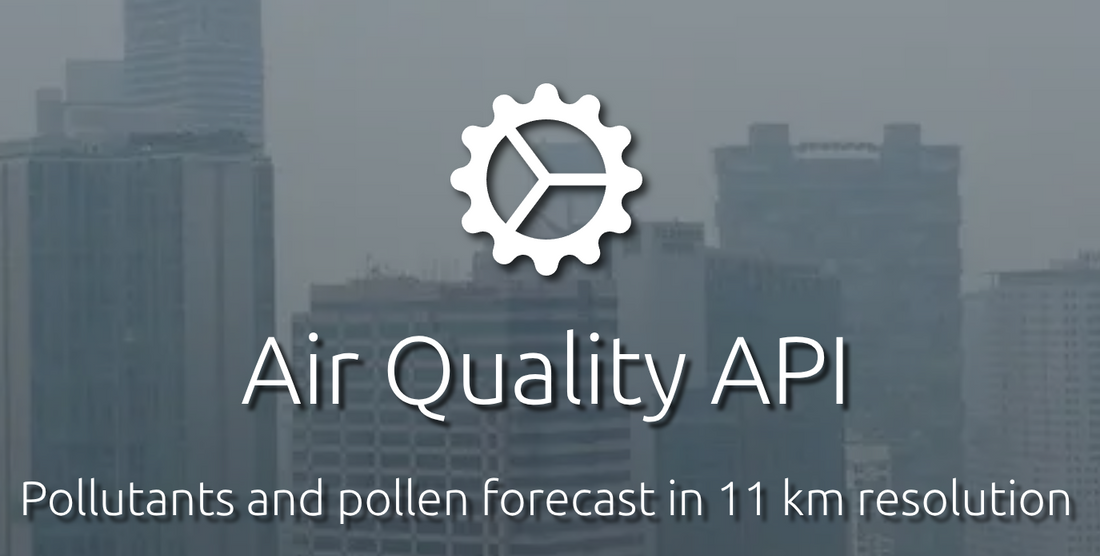 Air Quality API
Pollutants and pollen forecast in 11 km resolution